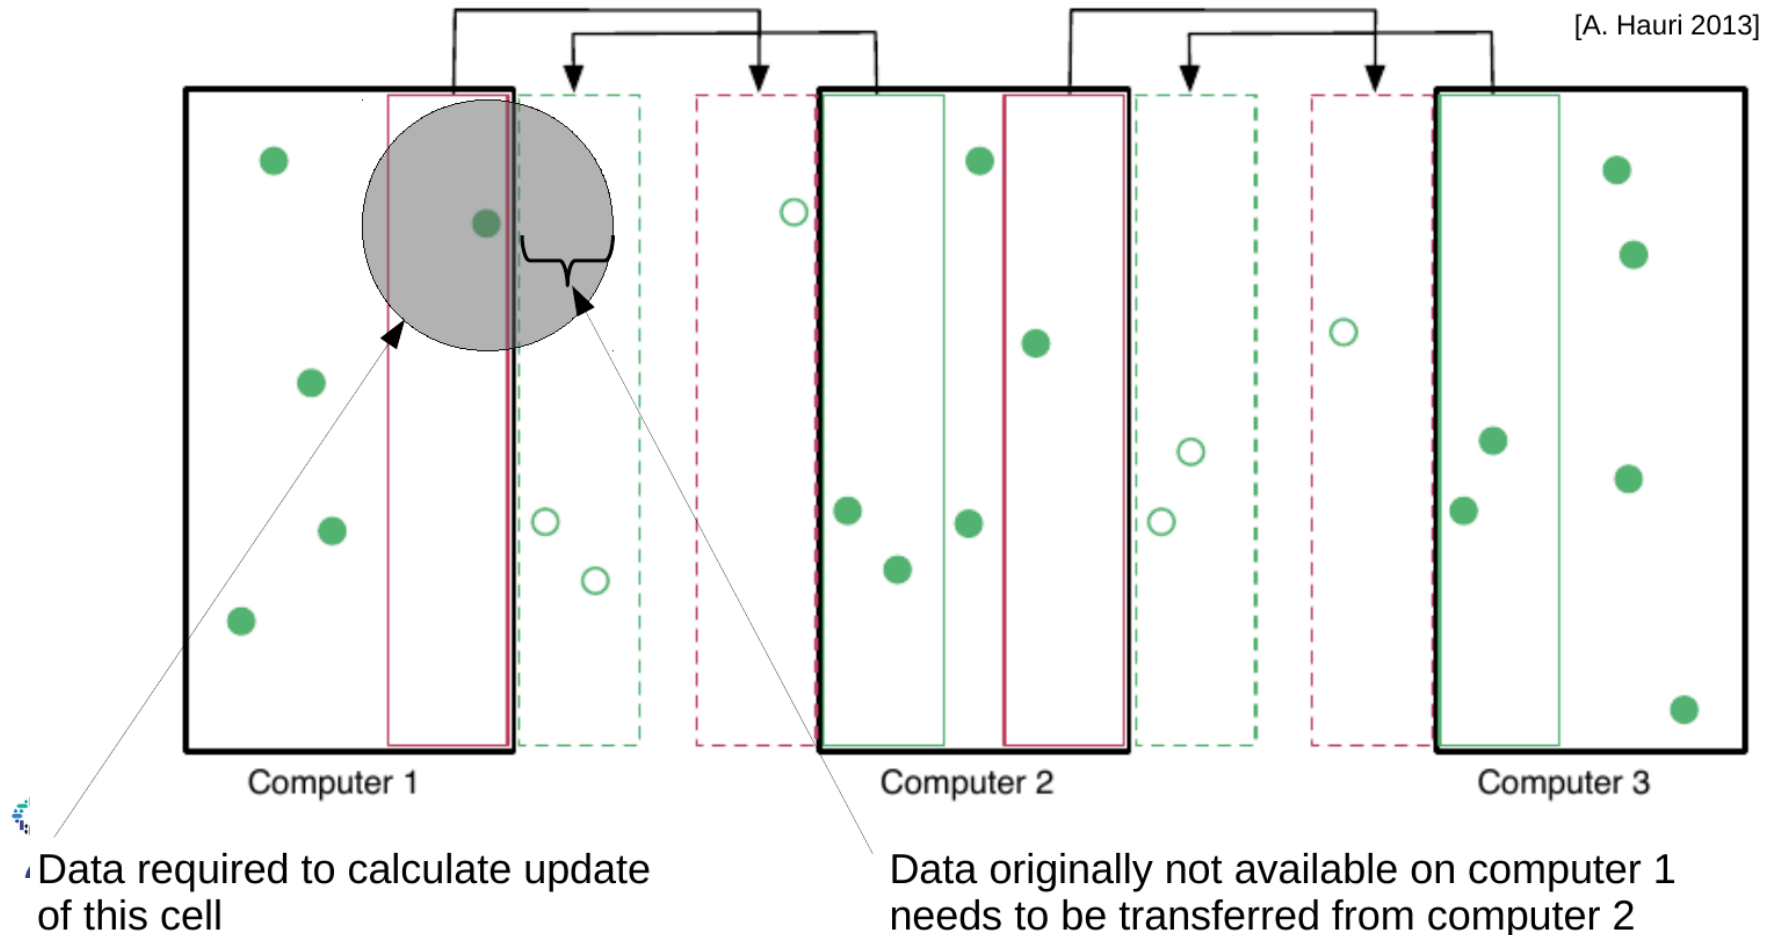 [A. Hauri 2013]
Computer 1
Computer 2
Computer 3
Data required to calculate update
of this cell
Data originally not available on computer 1
needs to be transferred from computer 2